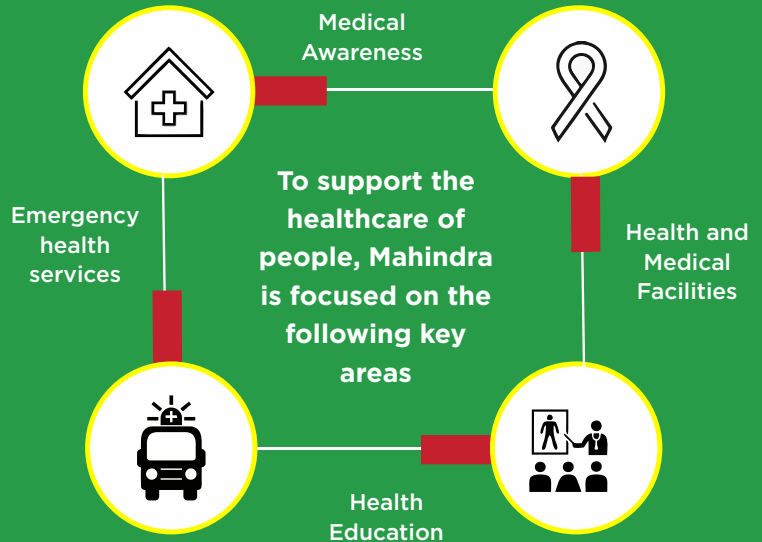 Medical
Awareness
To support the
healthcare of
people, Mahindra
is focused on the
following key
areas
Emergency
health
services
Health and
Medical
Facilities
Health
Education